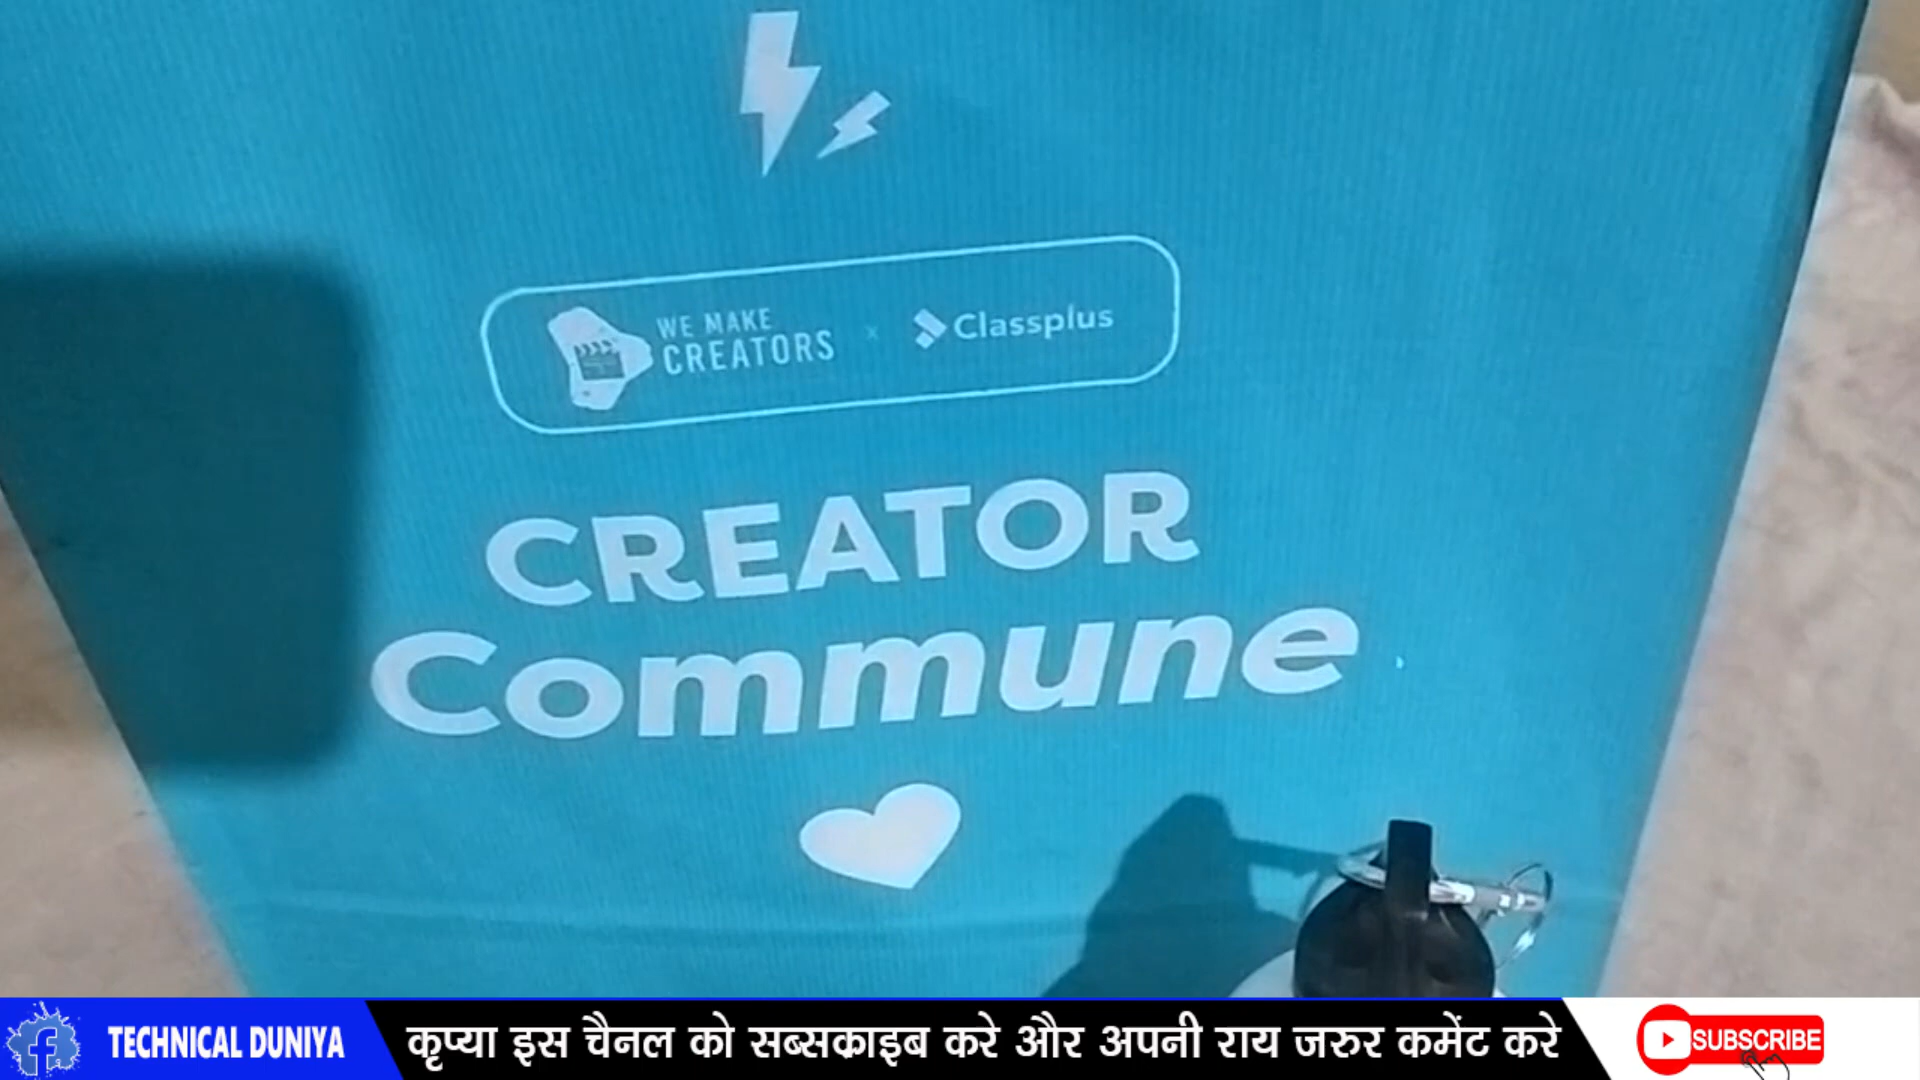 WE MAKE
CREATORS
x
Classplus
CREATOR
Commune
TECHNICAL DUNIYA
कृप्या इस चैनल को सब्सक्राइब करे और अपनी राय जरुर कमेंट करे
SUBSCRIBE